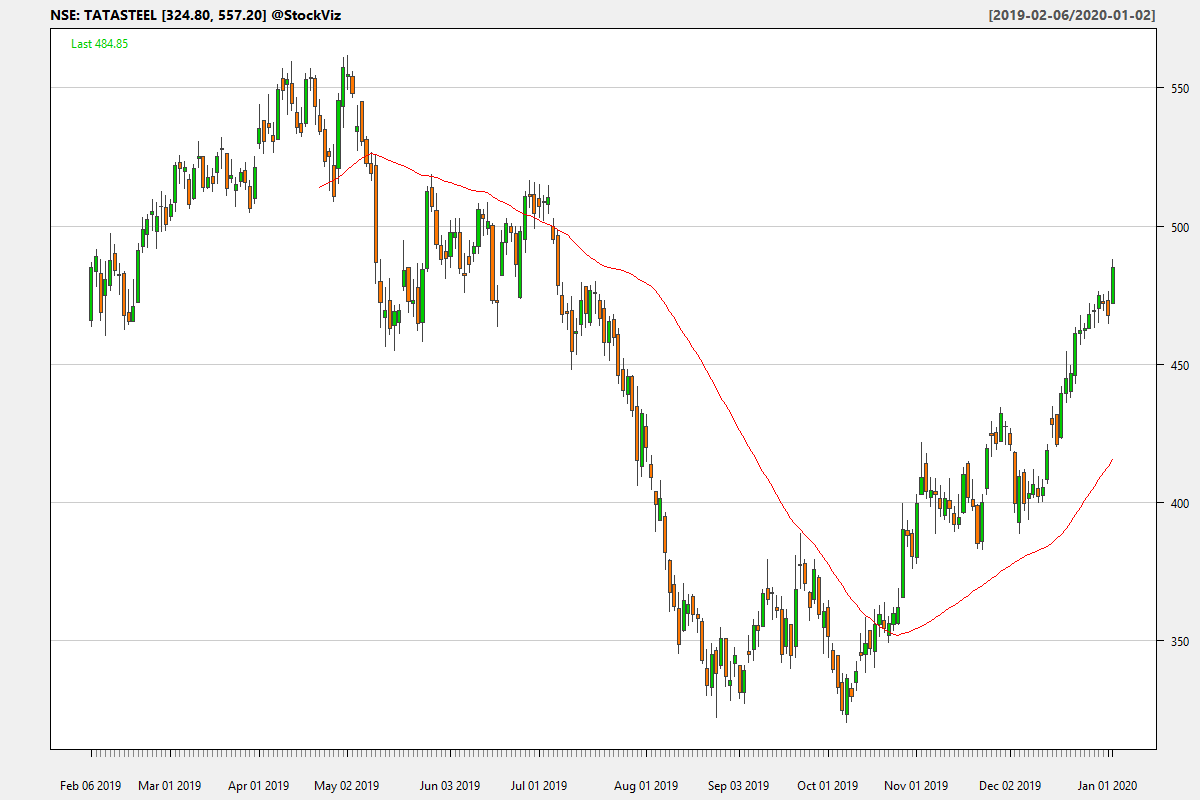 NSE: TATASTEEL [324.80, 557.20] @StockViz [2019-02-06/2020-01-02]
Last 484.85
550
500
450
400
350
Feb 06 2019 Mar 01 2019 Apr 01 2019 May 02 2019 Jun 03 2019 Jul 01 2019 Aug 01 2019 Sep 03 2019 Oct 01 2019 Nov 01 2019 Dec 02 2019 Jan 01 2020